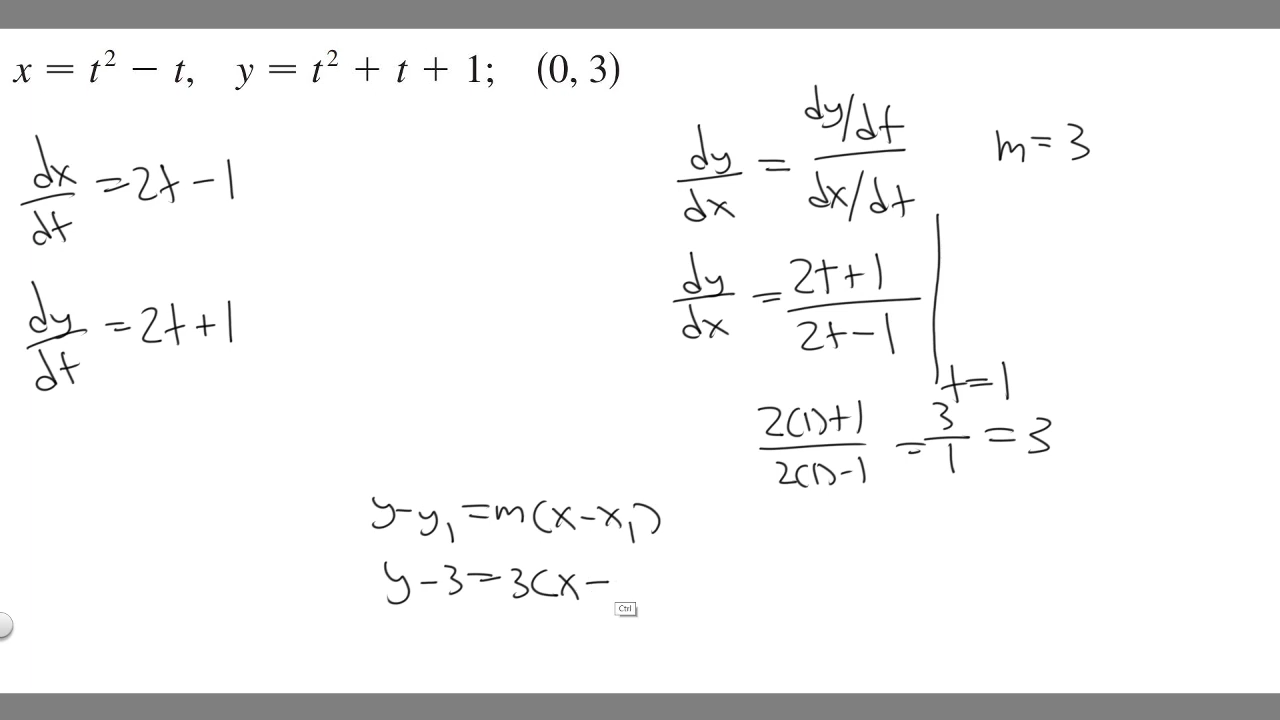 x = t² − t, y = t² + t + 1; (0, 3)
dx/dt = 2t − 1
dy/dt = 2t + 1
dy/dx = (dy/dt)/(dx/dt)
m = 3
dy/dx = (2t + 1)/(2t − 1) | t = 1
(2(1)+1)/(2(1)−1) = 3/1 = 3
y − y₁ = m(x − x₁)
y − 3 = 3(x −
Ctrl